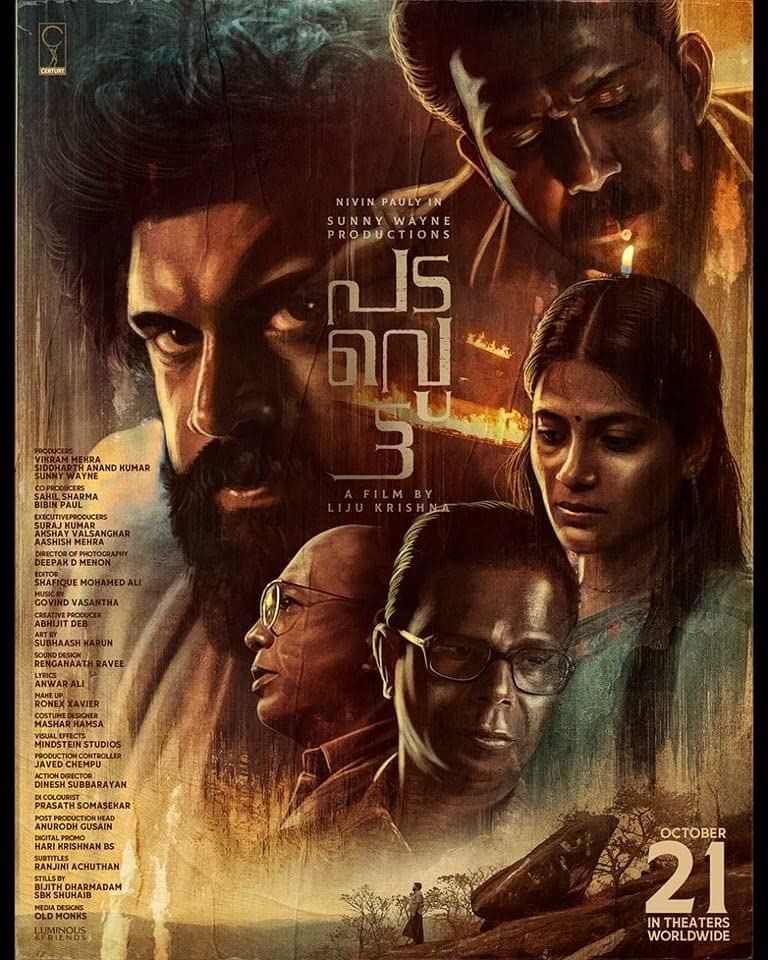 CENTURY
NIVIN PAULY IN
SUNNY WAYNE
PRODUCTIONS
പട
വെ
ട്ട്
A FILM BY
LIJU KRISHNA
PRODUCERS
VIKRAM MEHRA
SIDDHARTH ANAND KUMAR
SUNNY WAYNE
CO-PRODUCERS
SAHIL SHARMA
BIBIN PAUL
EXECUTIVEPRODUCERS
SURAJ KUMAR
AKSHAY VALSANGKAR
AASHISH MEHRA
DIRECTOR OF PHOTOGRAPHY
DEEPAK D MENON
EDITOR
SHAFIQUE MOHAMED ALI
MUSIC BY
GOVIND VASANTHA
CREATIVE PRODUCER
ABHIJIT DEB
ART BY
SUBHAASH KARUN
SOUND DESIGN
RENGANAATH RAVEE
LYRICS
ANWAR ALI
MAKE UP
RONEX XAVIER
COSTUME DESIGNER
MASHAR HAMSA
VISUAL EFFECTS
MINDSTEIN STUDIOS
PRODUCTION CONTROLLER
JAVED CHEMPU
ACTION DIRECTOR
DINESH SUBBARAYAN
DI COLOURIST
PRASATH SOMASEKAR
POST PRODUCTION HEAD
ANURODH GUSAIN
DIGITAL PROMO
HARI KRISHNAN BS
SUBTITLES
RANJINI ACHUTHAN
STILLS BY
BIJITH DHARMADAM
SBK SHUHAIB
MEDIA DESIGNS
OLD MONKS
LUMINOUS
& FRIENDS
OCTOBER
21
IN THEATERS
WORLDWIDE